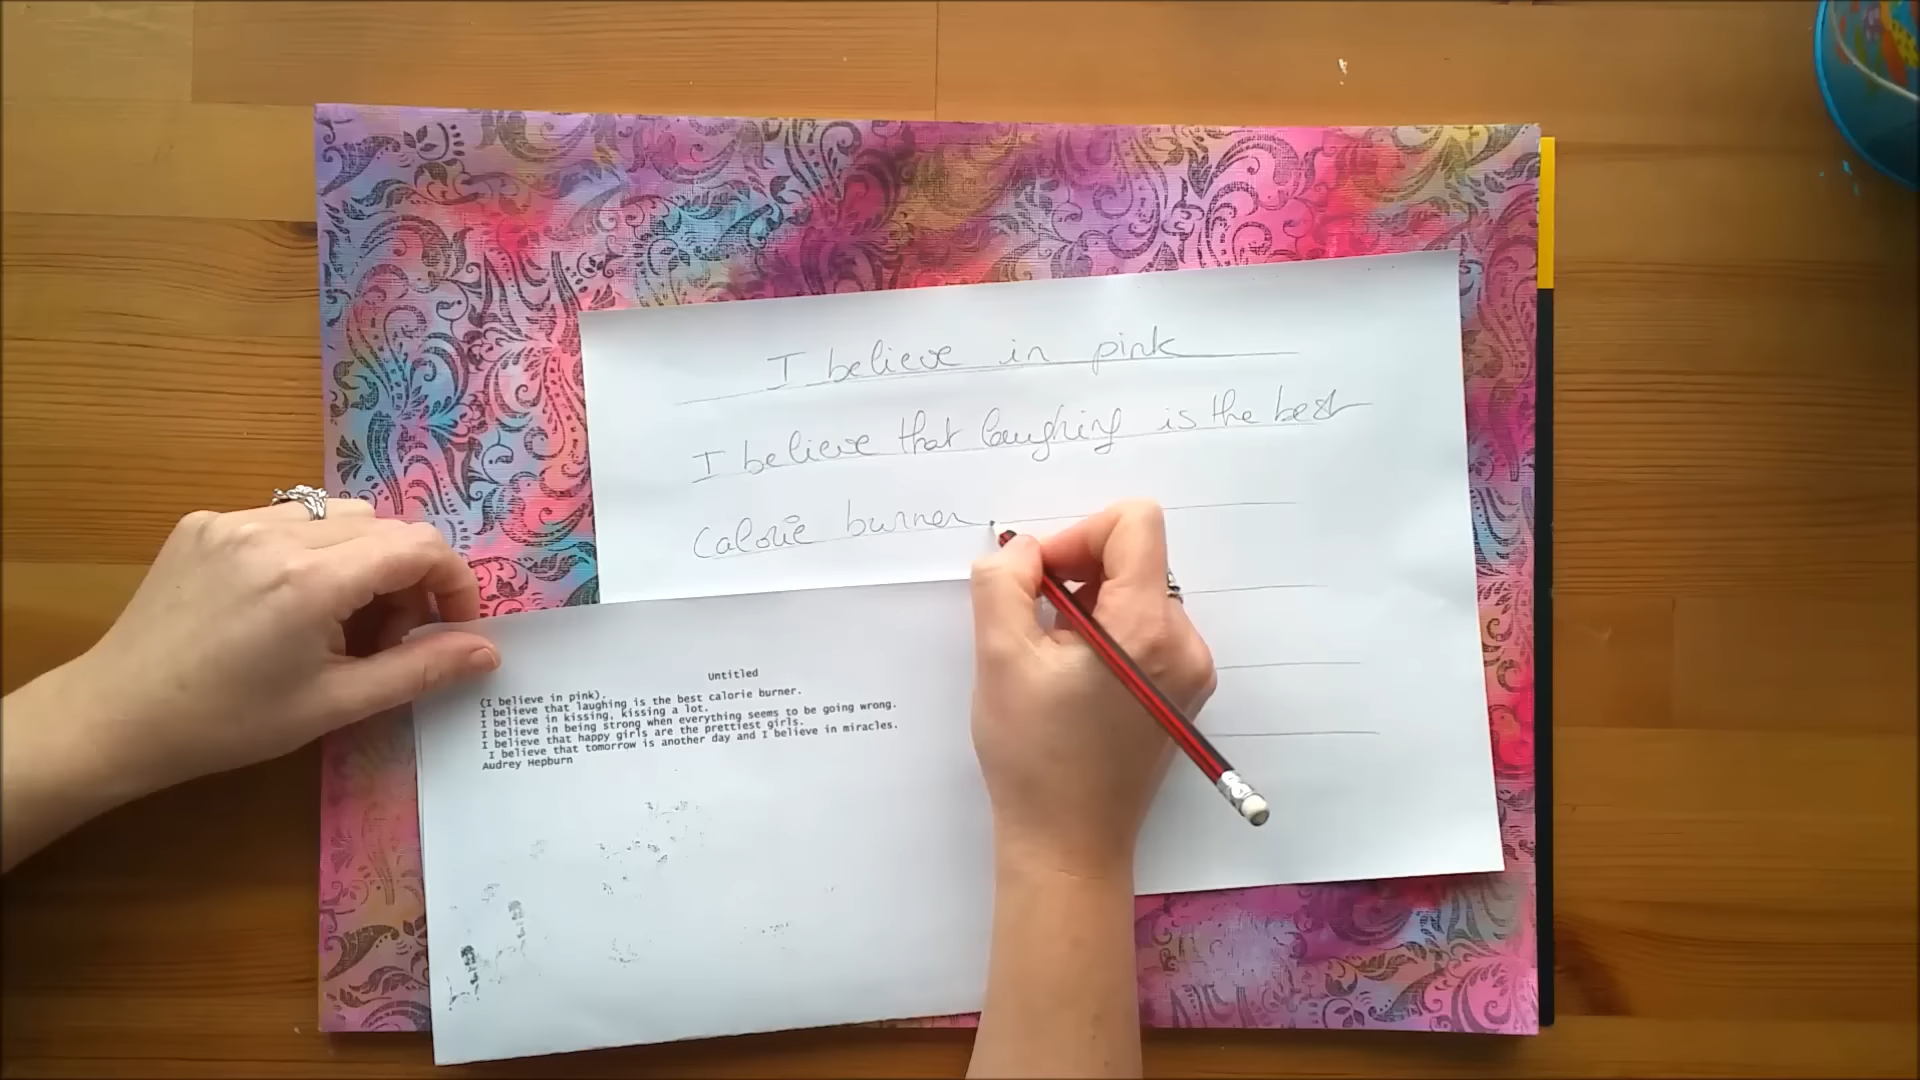 I believe in pink
I believe that laughing is the best
Calorie burner.
Untitled
(I believe in pink).
I believe that laughing is the best calorie burner.
I believe in kissing, kissing a lot.
I believe in being strong when everything seems to be going wrong.
I believe that happy girls are the prettiest girls.
I believe that tomorrow is another day and I believe in miracles.
Audrey Hepburn